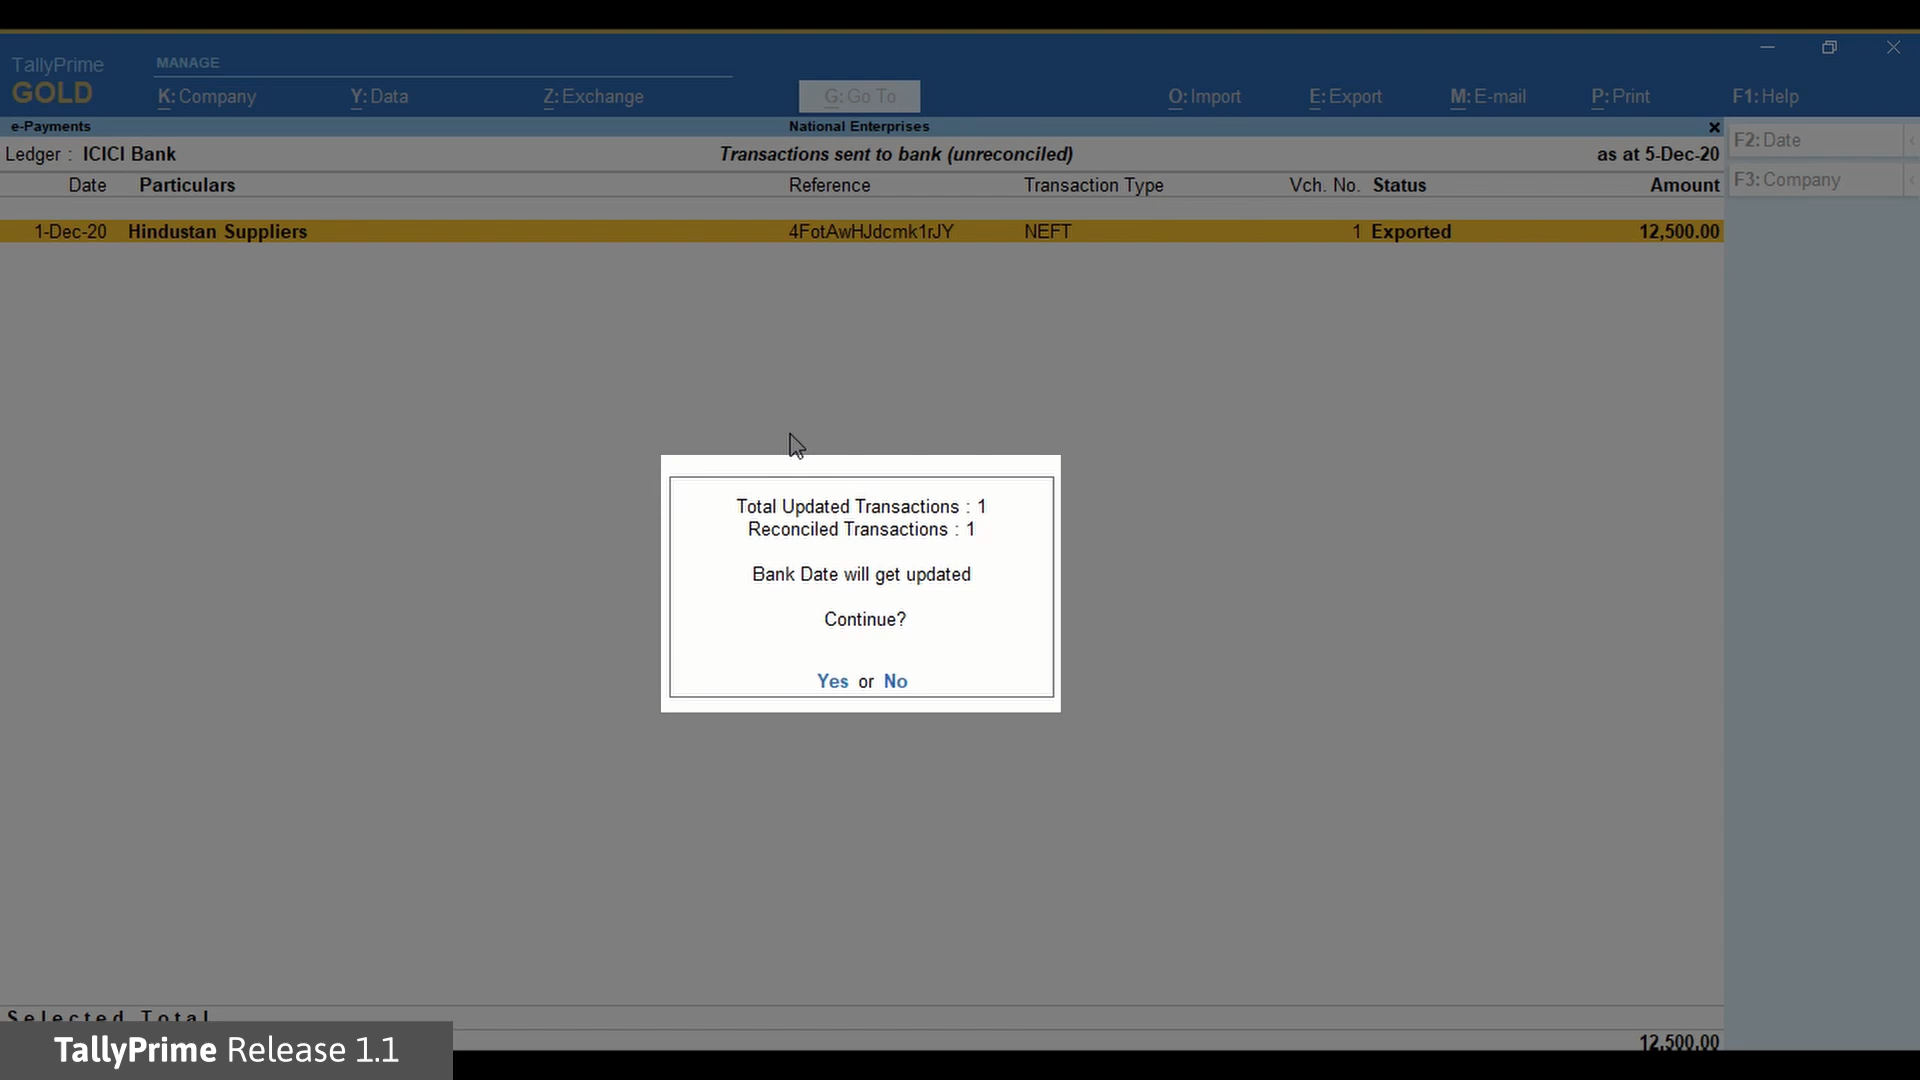 TallyPrime
GOLD
MANAGE
K: Company
Y: Data
Z: Exchange
G: Go To
O: Import
E: Export
M: E-mail
P: Print
F1: Help
e-Payments
National Enterprises
F2: Date
F3: Company
Ledger : ICICI Bank
Transactions sent to bank (unreconciled)
as at 5-Dec-20
Date Particulars Reference Transaction Type Vch. No. Status Amount
1-Dec-20 Hindustan Suppliers 4FotAwHJdcmk1rJY NEFT 1 Exported 12,500.00
Total Updated Transactions : 1
Reconciled Transactions : 1
Bank Date will get updated
Continue?
Yes or No
Selected Total
12,500.00
TallyPrime Release 1.1